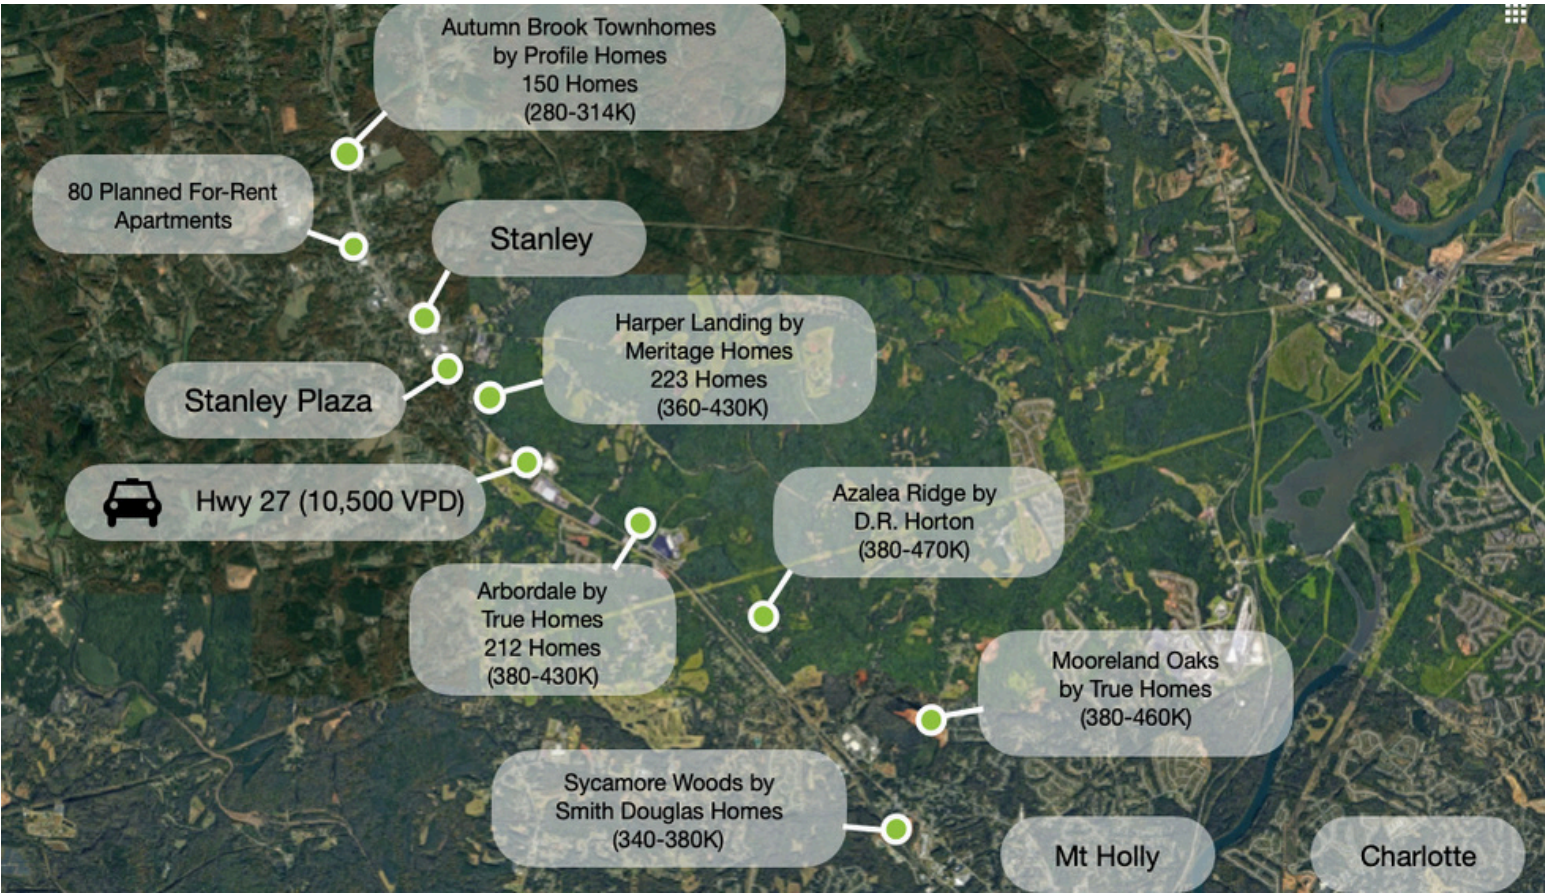 Autumn Brook Townhomes
by Profile Homes
150 Homes
(280-314K)
80 Planned For-Rent
Apartments
Stanley
Harper Landing by
Meritage Homes
223 Homes
(360-430K)
Stanley Plaza
Hwy 27 (10,500 VPD)
Azalea Ridge by
D.R. Horton
(380-470K)
Arbordale by
True Homes
212 Homes
(380-430K)
Mooreland Oaks
by True Homes
(380-460K)
Sycamore Woods by
Smith Douglas Homes
(340-380K)
Mt Holly
Charlotte